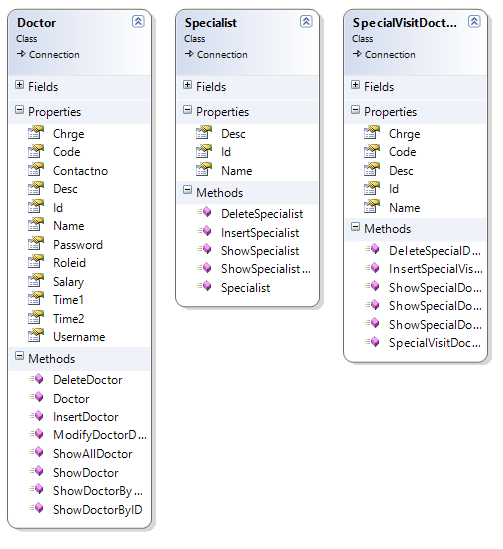 Doctor
Class
Connection
Fields
Properties
Chrge
Code
Contactno
Desc
Id
Name
Password
Roleid
Salary
Time1
Time2
Username
Methods
DeleteDoctor
Doctor
InsertDoctor
ModifyDoctorD...
ShowAllDoctor
ShowDoctor
ShowDoctorBy...
ShowDoctorByID
Specialist
Class
Connection
Fields
Properties
Desc
Id
Name
Methods
DeleteSpecialist
InsertSpecialist
ShowSpecialist
ShowSpecialist...
Specialist
SpecialVisitDoct...
Class
Connection
Fields
Properties
Chrge
Code
Desc
Id
Name
Methods
DeleteSpecialD...
InsertSpecialVis...
ShowSpecialDo...
ShowSpecialDo...
ShowSpecialDo...
SpecialVisitDoc...